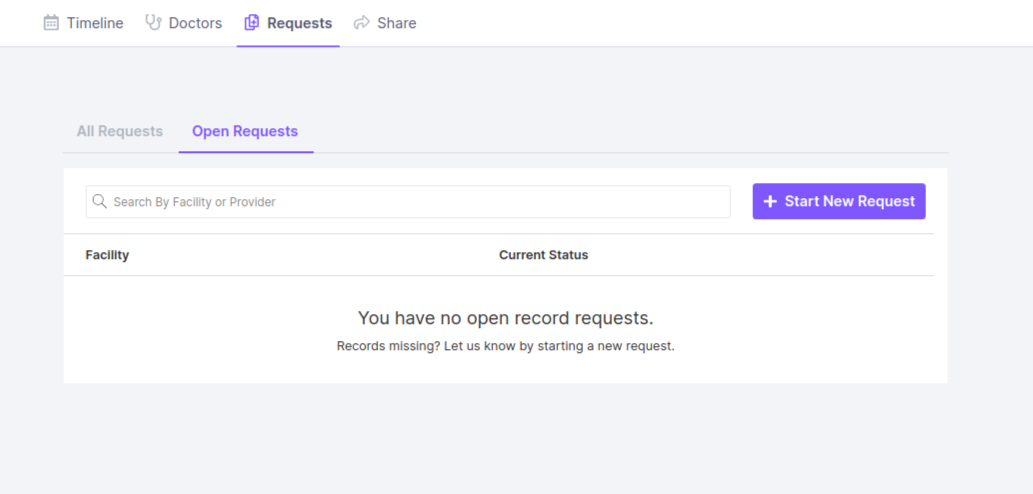 Timeline Doctors Requests Share
All Requests Open Requests
Search By Facility or Provider + Start New Request
Facility Current Status
You have no open record requests.
Records missing? Let us know by starting a new request.